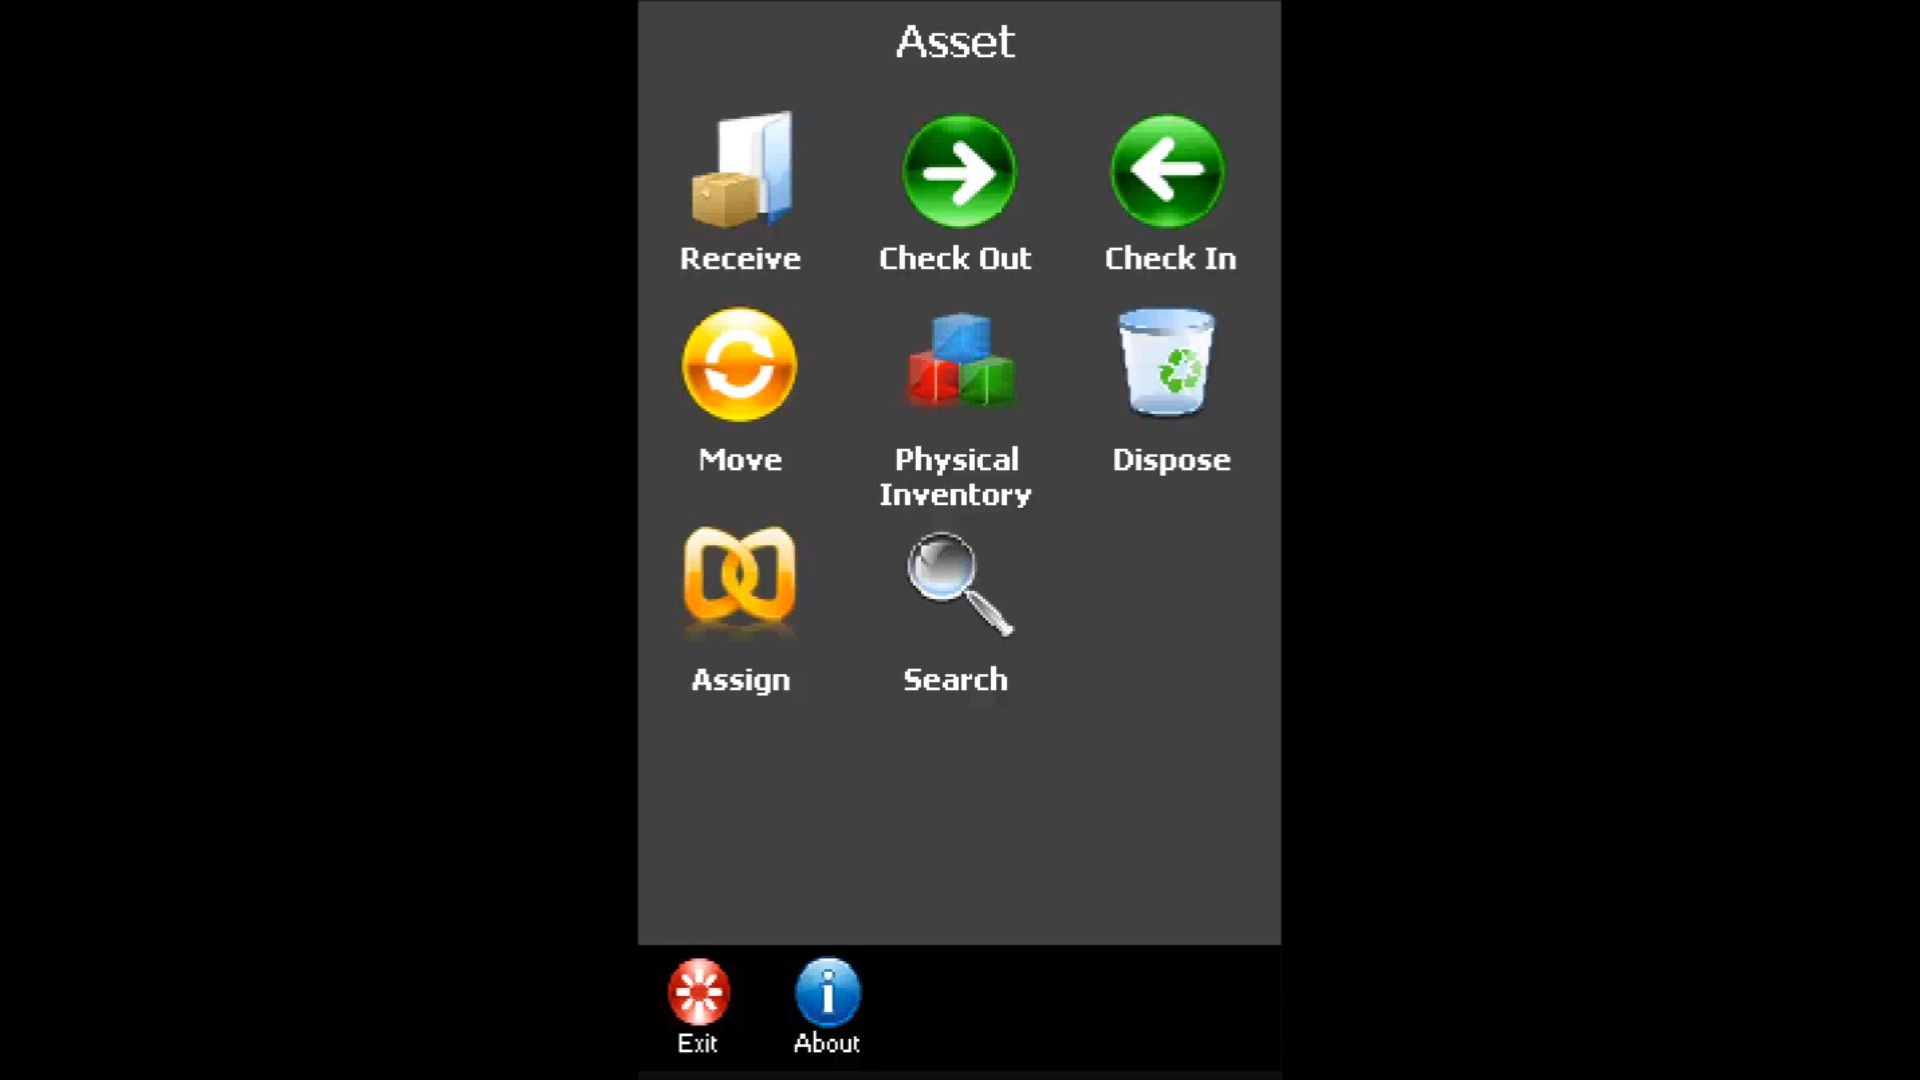 Asset
Receive
Check Out
Check In
Move
Physical
Inventory
Dispose
Assign
Search
Exit
About